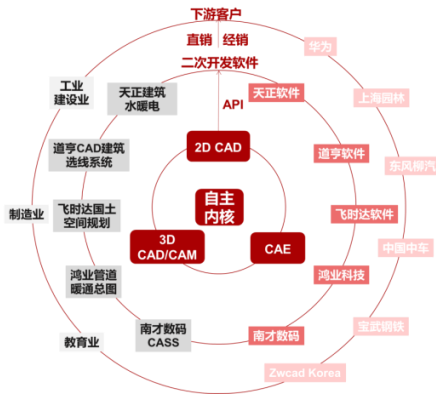 下游客户
直销 经销
二次开发软件
API
2D CAD
自主
内核
3D
CAD/CAM
CAE
工业
建设业
制造业
教育业
天正建筑
水暖电
道亨CAD建筑
选线系统
飞时达国土
空间规划
鸿业管道
暖通总图
南才数码
CASS
天正软件
道亨软件
飞时达软件
鸿业科技
南才数码
华为
上海园林
东风柳汽
中国中车
宝武钢铁
Zwcad Korea